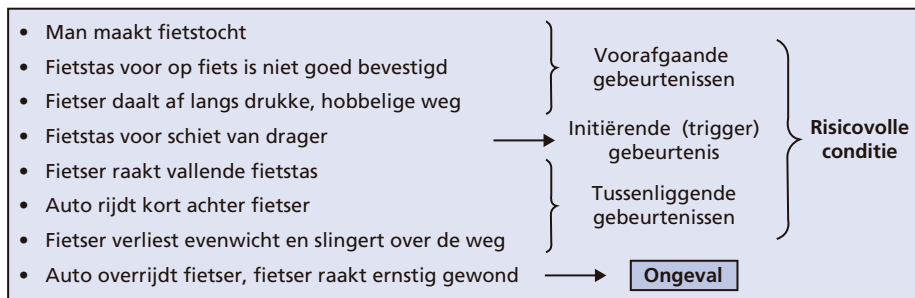 • Man maakt fietstocht
• Fietstas voor op fiets is niet goed bevestigd
• Fietser daalt af langs drukke, hobbelige weg
Voorafgaande
gebeurtenissen
• Fietstas voor schiet van drager
Initiërende (trigger)
gebeurtenis
• Fietser raakt vallende fietstas
• Auto rijdt kort achter fietser
• Fietser verliest evenwicht en slingert over de weg
Tussenliggende
gebeurtenissen
Risicovolle
conditie
• Auto overrijdt fietser, fietser raakt ernstig gewond
Ongeval